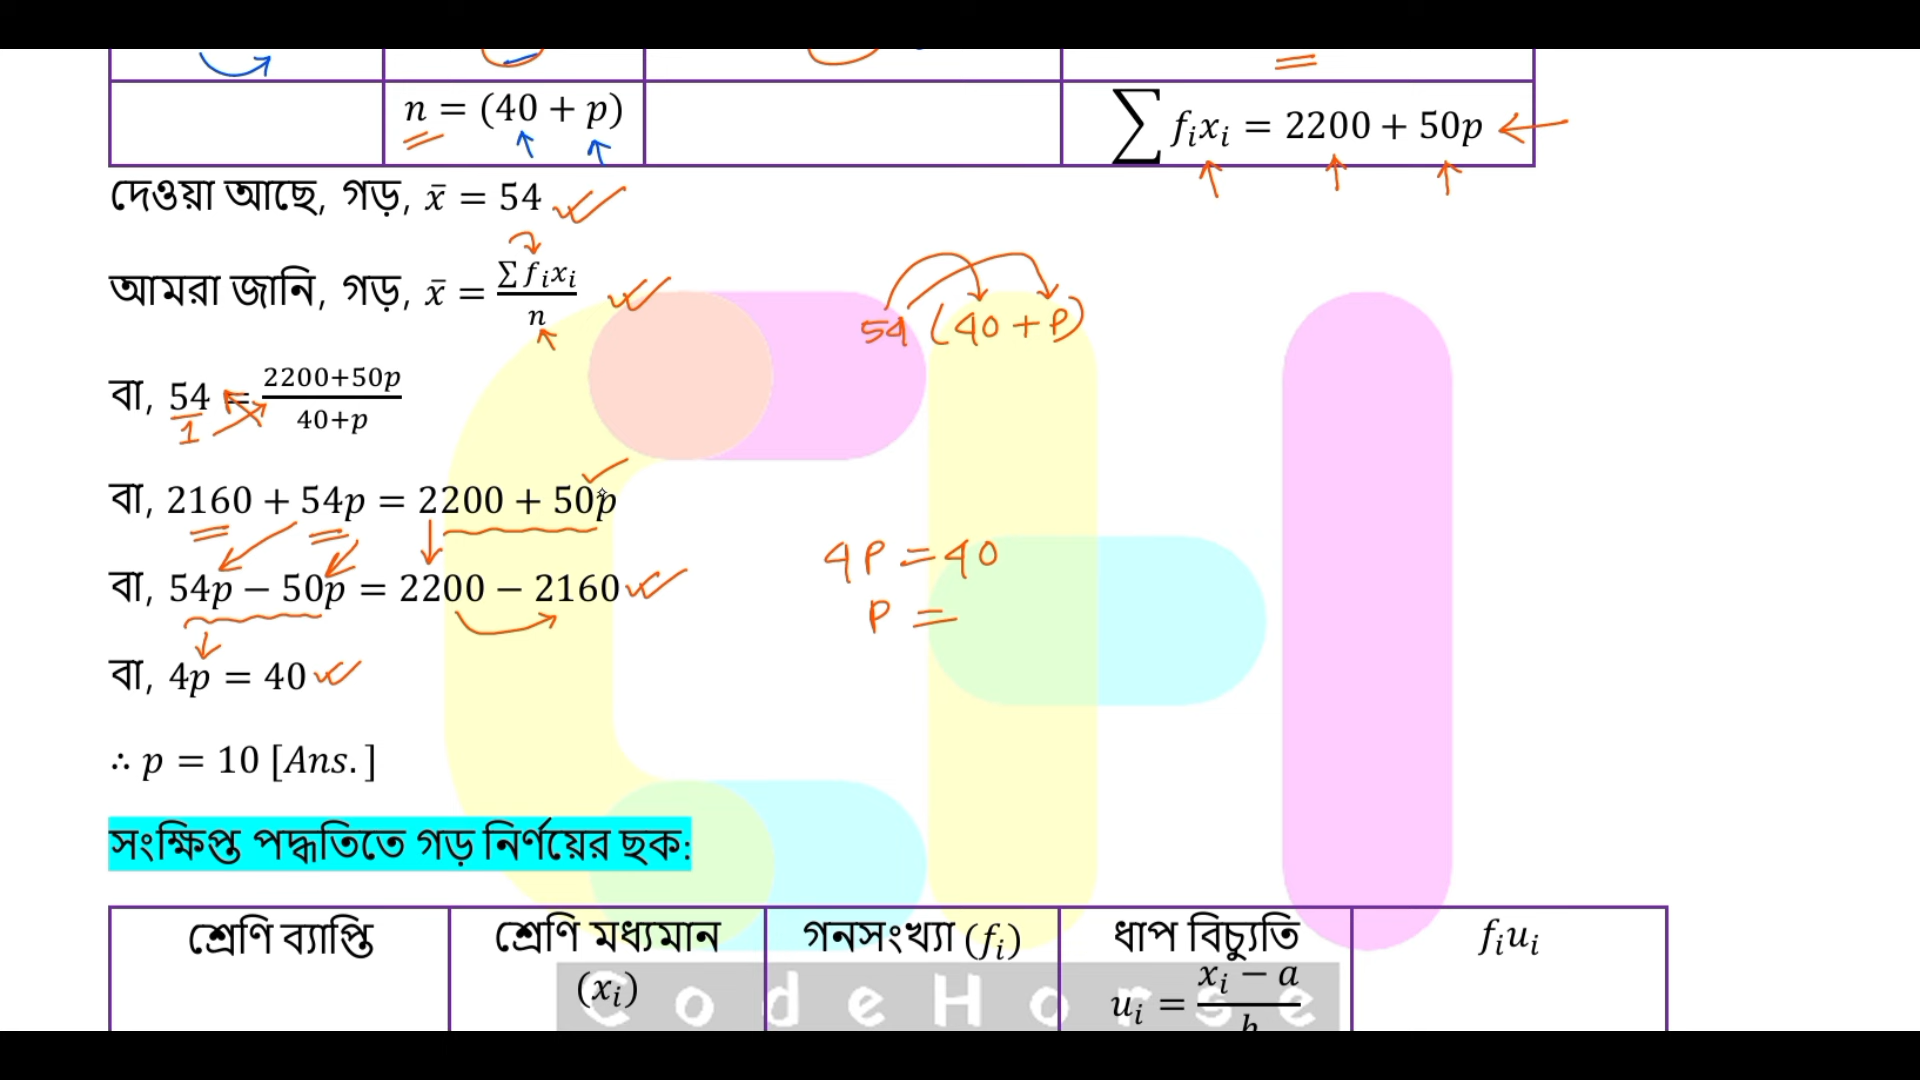 n = (40 + p)
∑ fᵢxᵢ = 2200 + 50p
দেওয়া আছে, গড়, x̄ = 54
আমরা জানি, গড়, x̄ = ∑ fᵢxᵢ / n
54 (40 + P)
বা, 54 = 2200+50p / 40+p
1
বা, 2160 + 54p = 2200 + 50p
4P = 40
বা, 54p − 50p = 2200 − 2160
P =
বা, 4p = 40
∴ p = 10 [Ans.]
সংক্ষিপ্ত পদ্ধতিতে গড় নির্ণয়ের ছক:
শ্রেণি ব্যাপ্তি
শ্রেণি মধ্যমান
(xᵢ)
গনসংখ্যা (fᵢ)
ধাপ বিচ্যুতি
uᵢ = xᵢ − a / h
fᵢuᵢ
CodeHorse